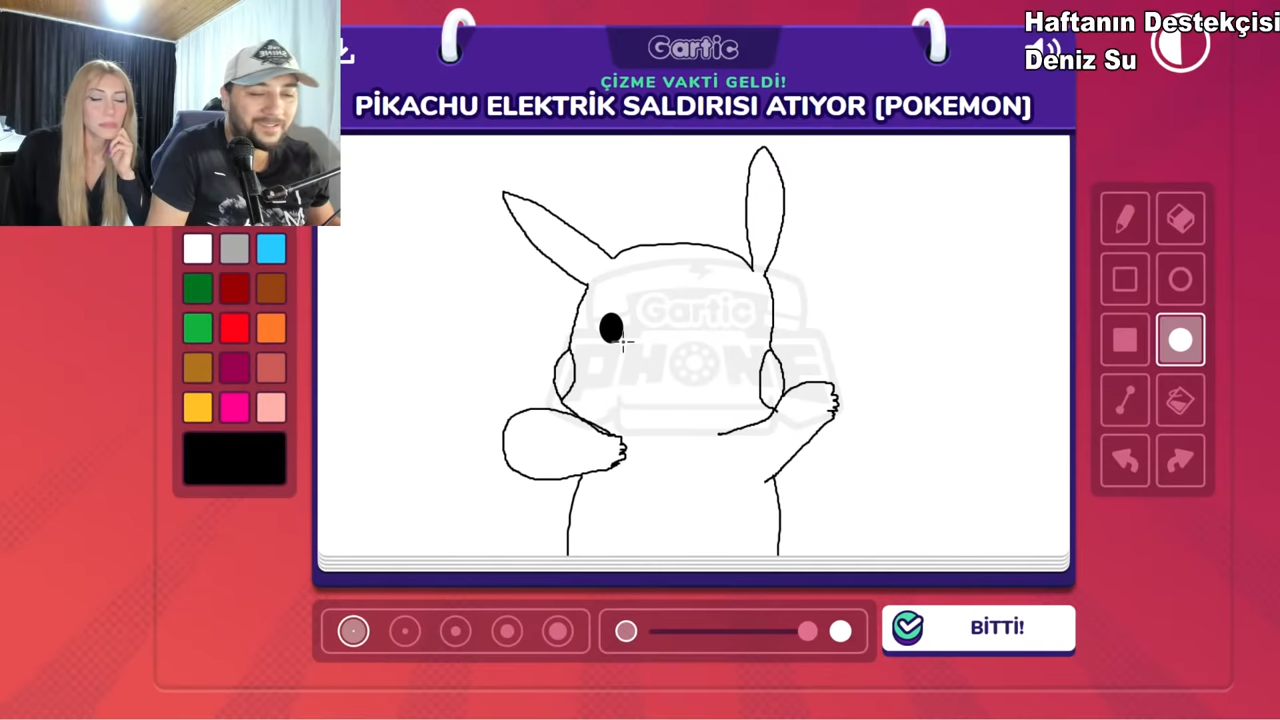 Haftanın Destekçisi
Deniz Su
Gartic
ÇİZME VAKTİ GELDİ!
PİKACHU ELEKTRİK SALDIRISI ATIYOR [POKEMON]
Gartic
PHONE
BİTTİ!